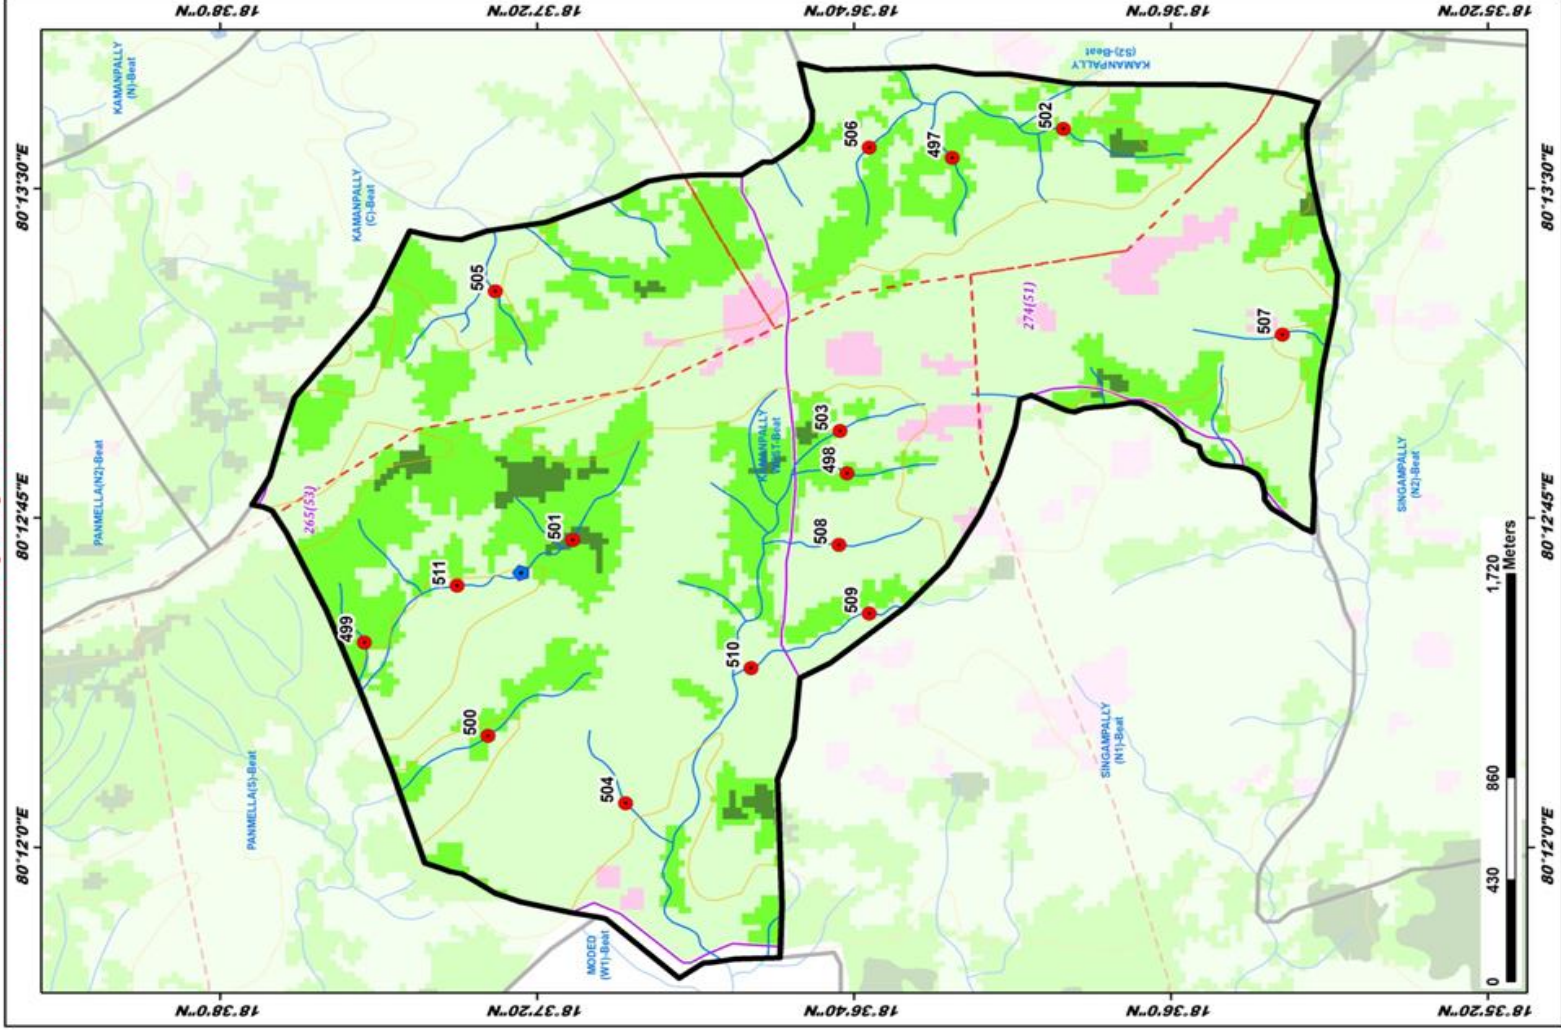 18°38'0"N
18°37'20"N
18°36'40"N
18°36'0"N
18°35'20"N
80°13'30"E
80°12'45"E
80°12'0"E
80°13'30"E
80°12'45"E
80°12'0"E
18°38'0"N
18°37'20"N
18°36'40"N
18°36'0"N
18°35'20"N
KAMANPALLY
(N)-Beat
KAMANPALLY
(S2)-Beat
KAMANPALLY
(C)-Beat
PANMELLA(N2)-Beat
PANMELLA(S)-Beat
MODED
(W1)-Beat
KAMANPALLY
SINGAMPALLY
(N2)-Beat
SINGAMPALLY
(N1)-Beat
265(53)
274(51)
506
497
502
505
507
503
498
508
509
510
501
511
499
500
504
0
430
860
1,720
Meters